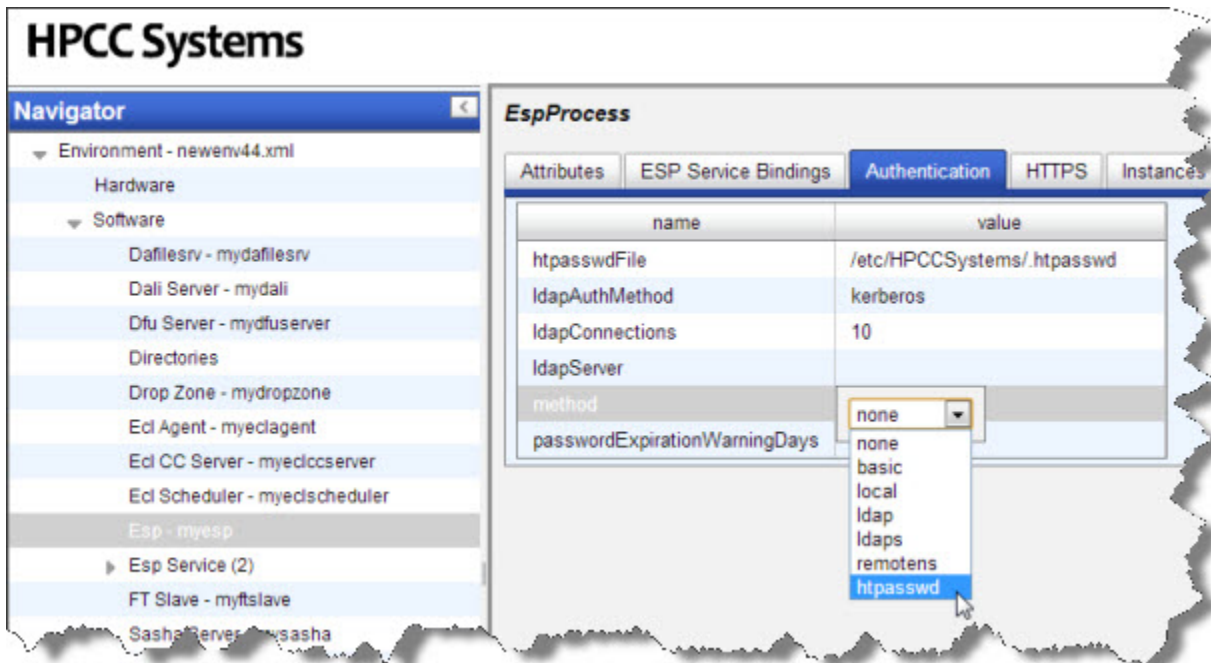 HPCC Systems
Navigator
Environment - newenv44.xml
Hardware
Software
Dafilesrv - mydafilesrv
Dali Server - mydali
Dfu Server - mydfuserver
Directories
Drop Zone - mydropzone
Ecl Agent - myeclagent
Ecl CC Server - myeclccserver
Ecl Scheduler - myeclscheduler
Esp - myesp
Esp Service (2)
FT Slave - myftslave
Sasha Server - mysasha
EspProcess
Attributes ESP Service Bindings Authentication HTTPS Instances
name value
htpasswdFile /etc/HPCCSystems/.htpasswd
ldapAuthMethod kerberos
ldapConnections 10
ldapServer
method none
passwordExpirationWarningDays
none
basic
local
ldap
ldaps
remotens
htpasswd